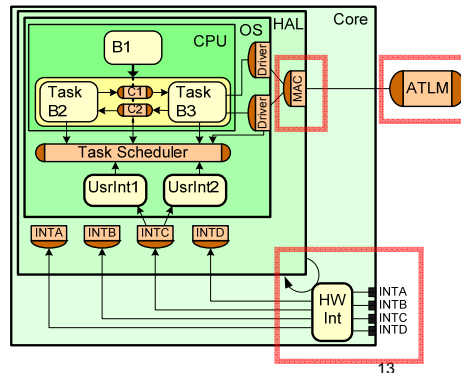 Core
HAL
OS
CPU
B1
Driver
MAC
ATLM
Task
B2
C1
C2
Task
B3
Driver
Task Scheduler
UsrInt1
UsrInt2
INTA
INTB
INTC
INTD
HW
Int
INTA
INTB
INTC
INTD
13